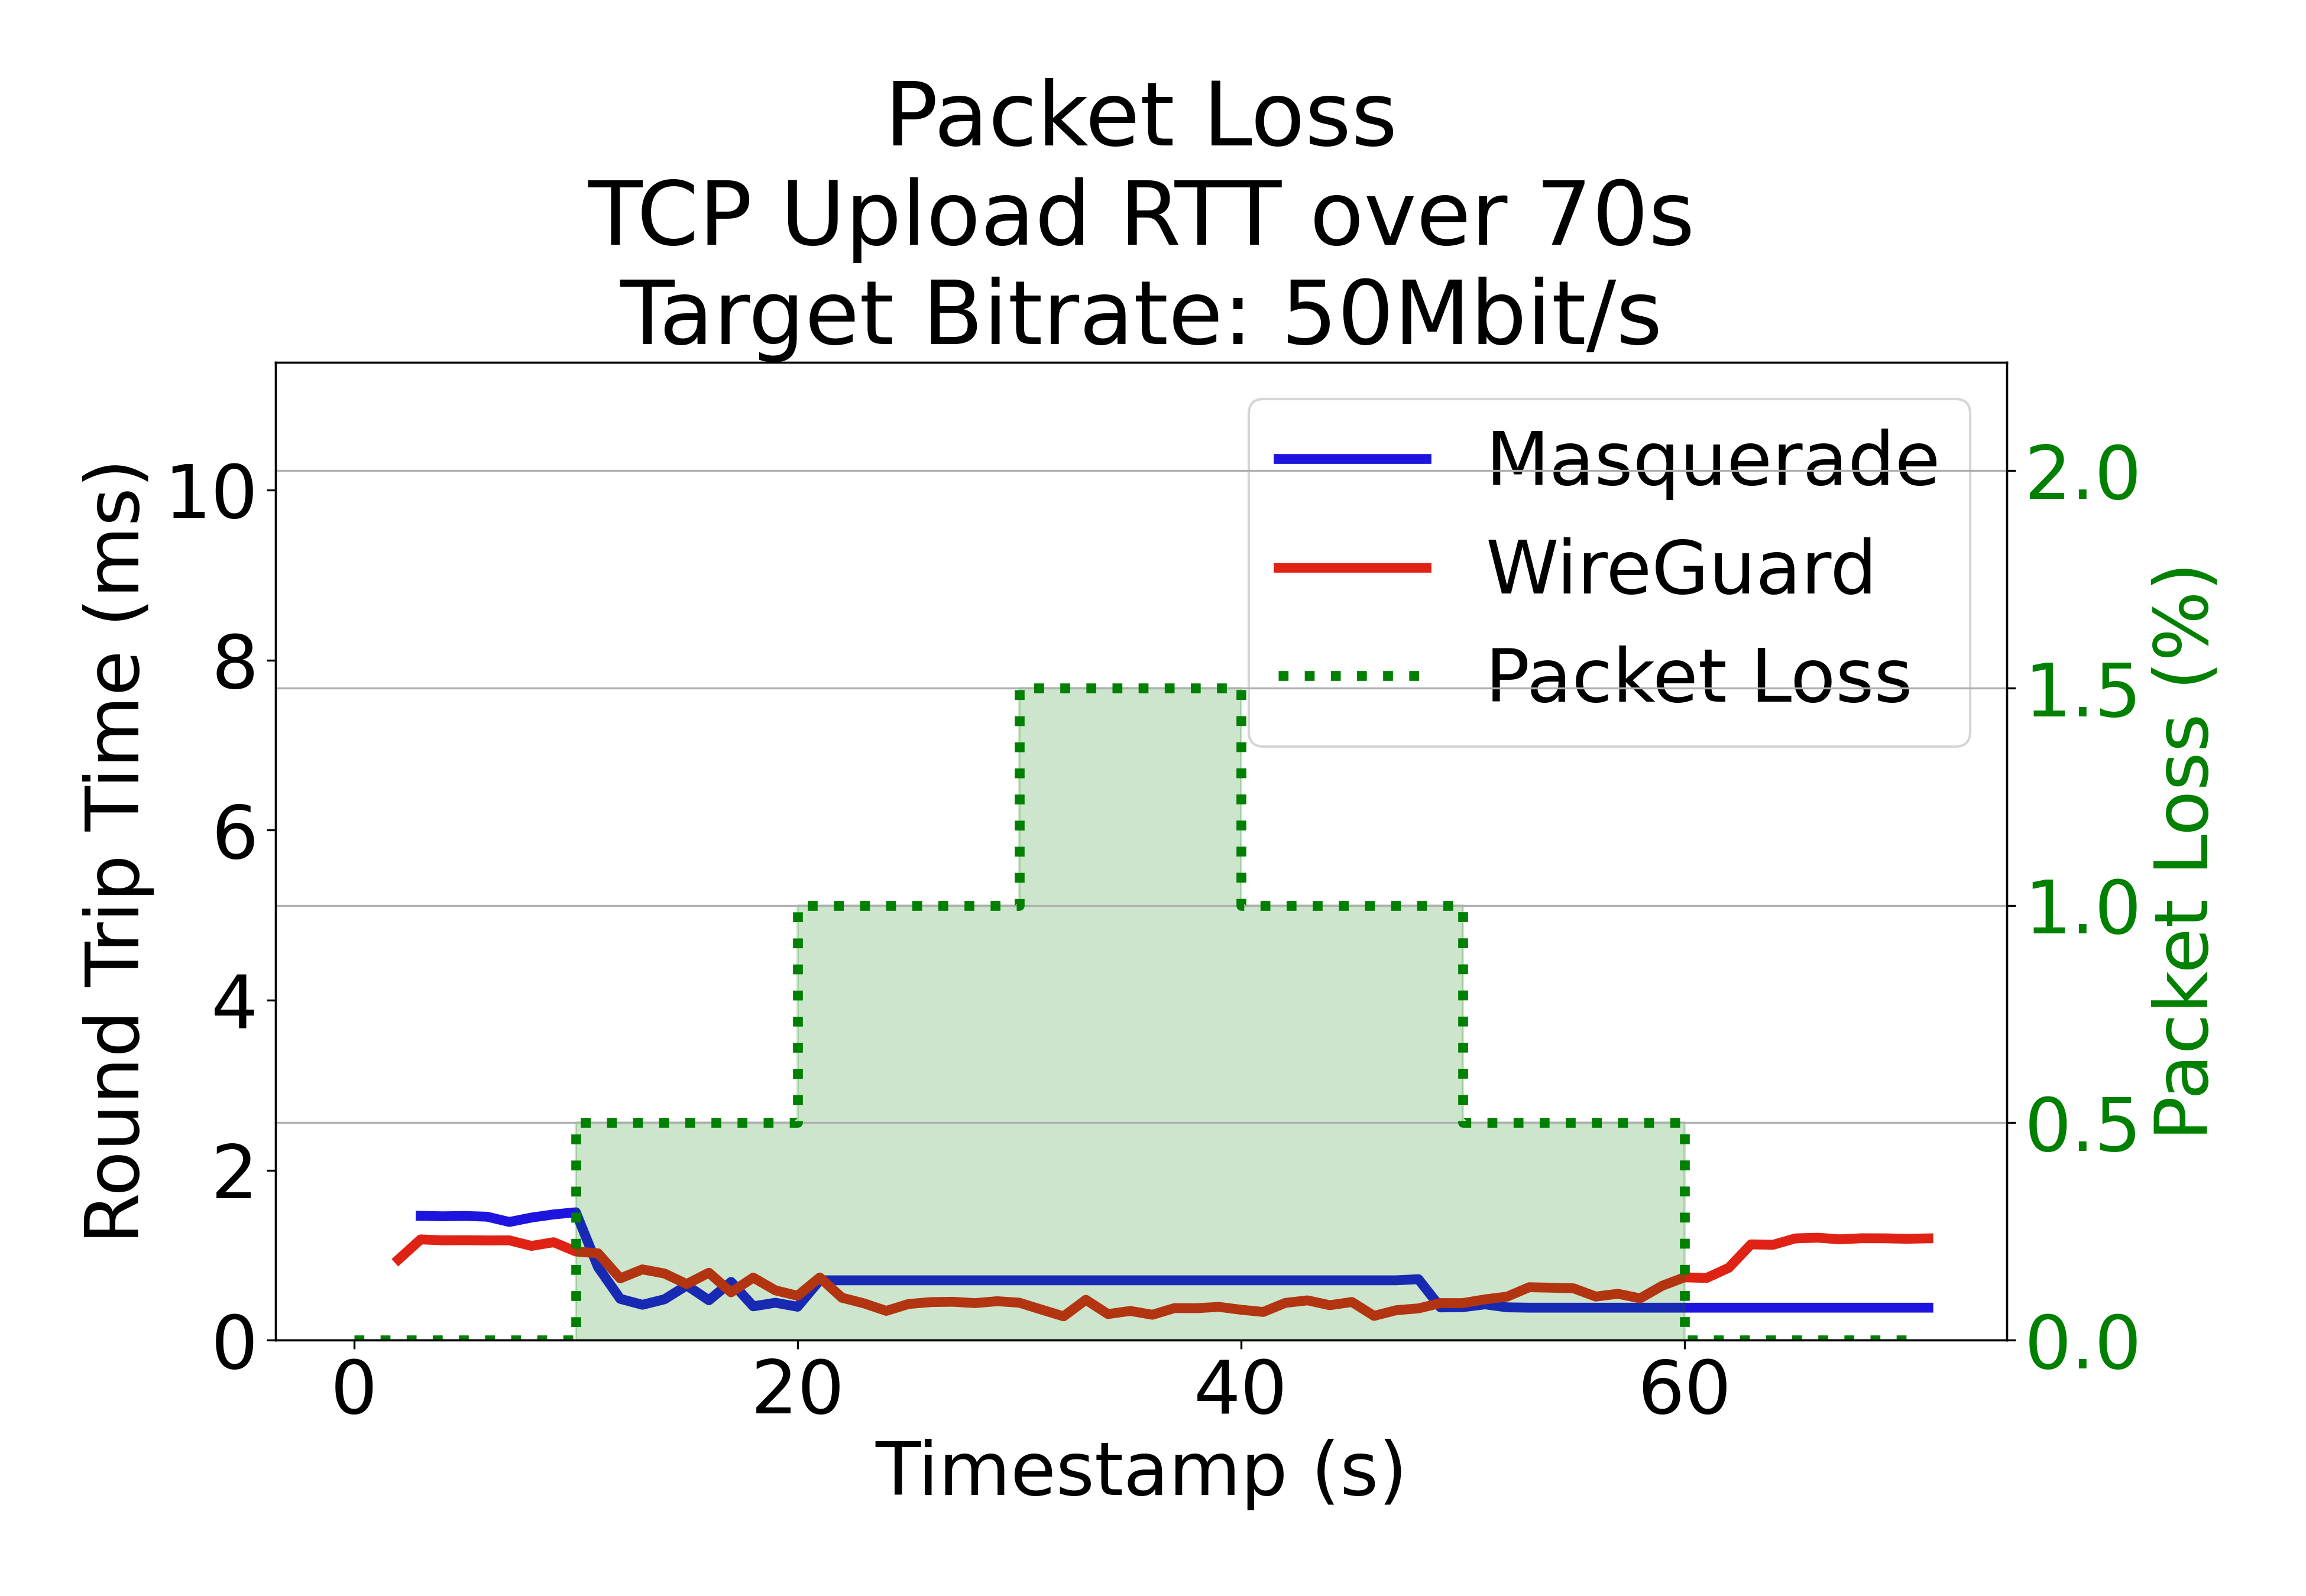 Packet Loss
TCP Upload RTT over 70s
Target Bitrate: 50Mbit/s
Round Trip Time (ms)
10
8
6
4
2
0
Masquerade
WireGuard
Packet Loss
2.0
1.5
1.0
0.5
0.0
Packet Loss (%)
0 20 40 60
Timestamp (s)